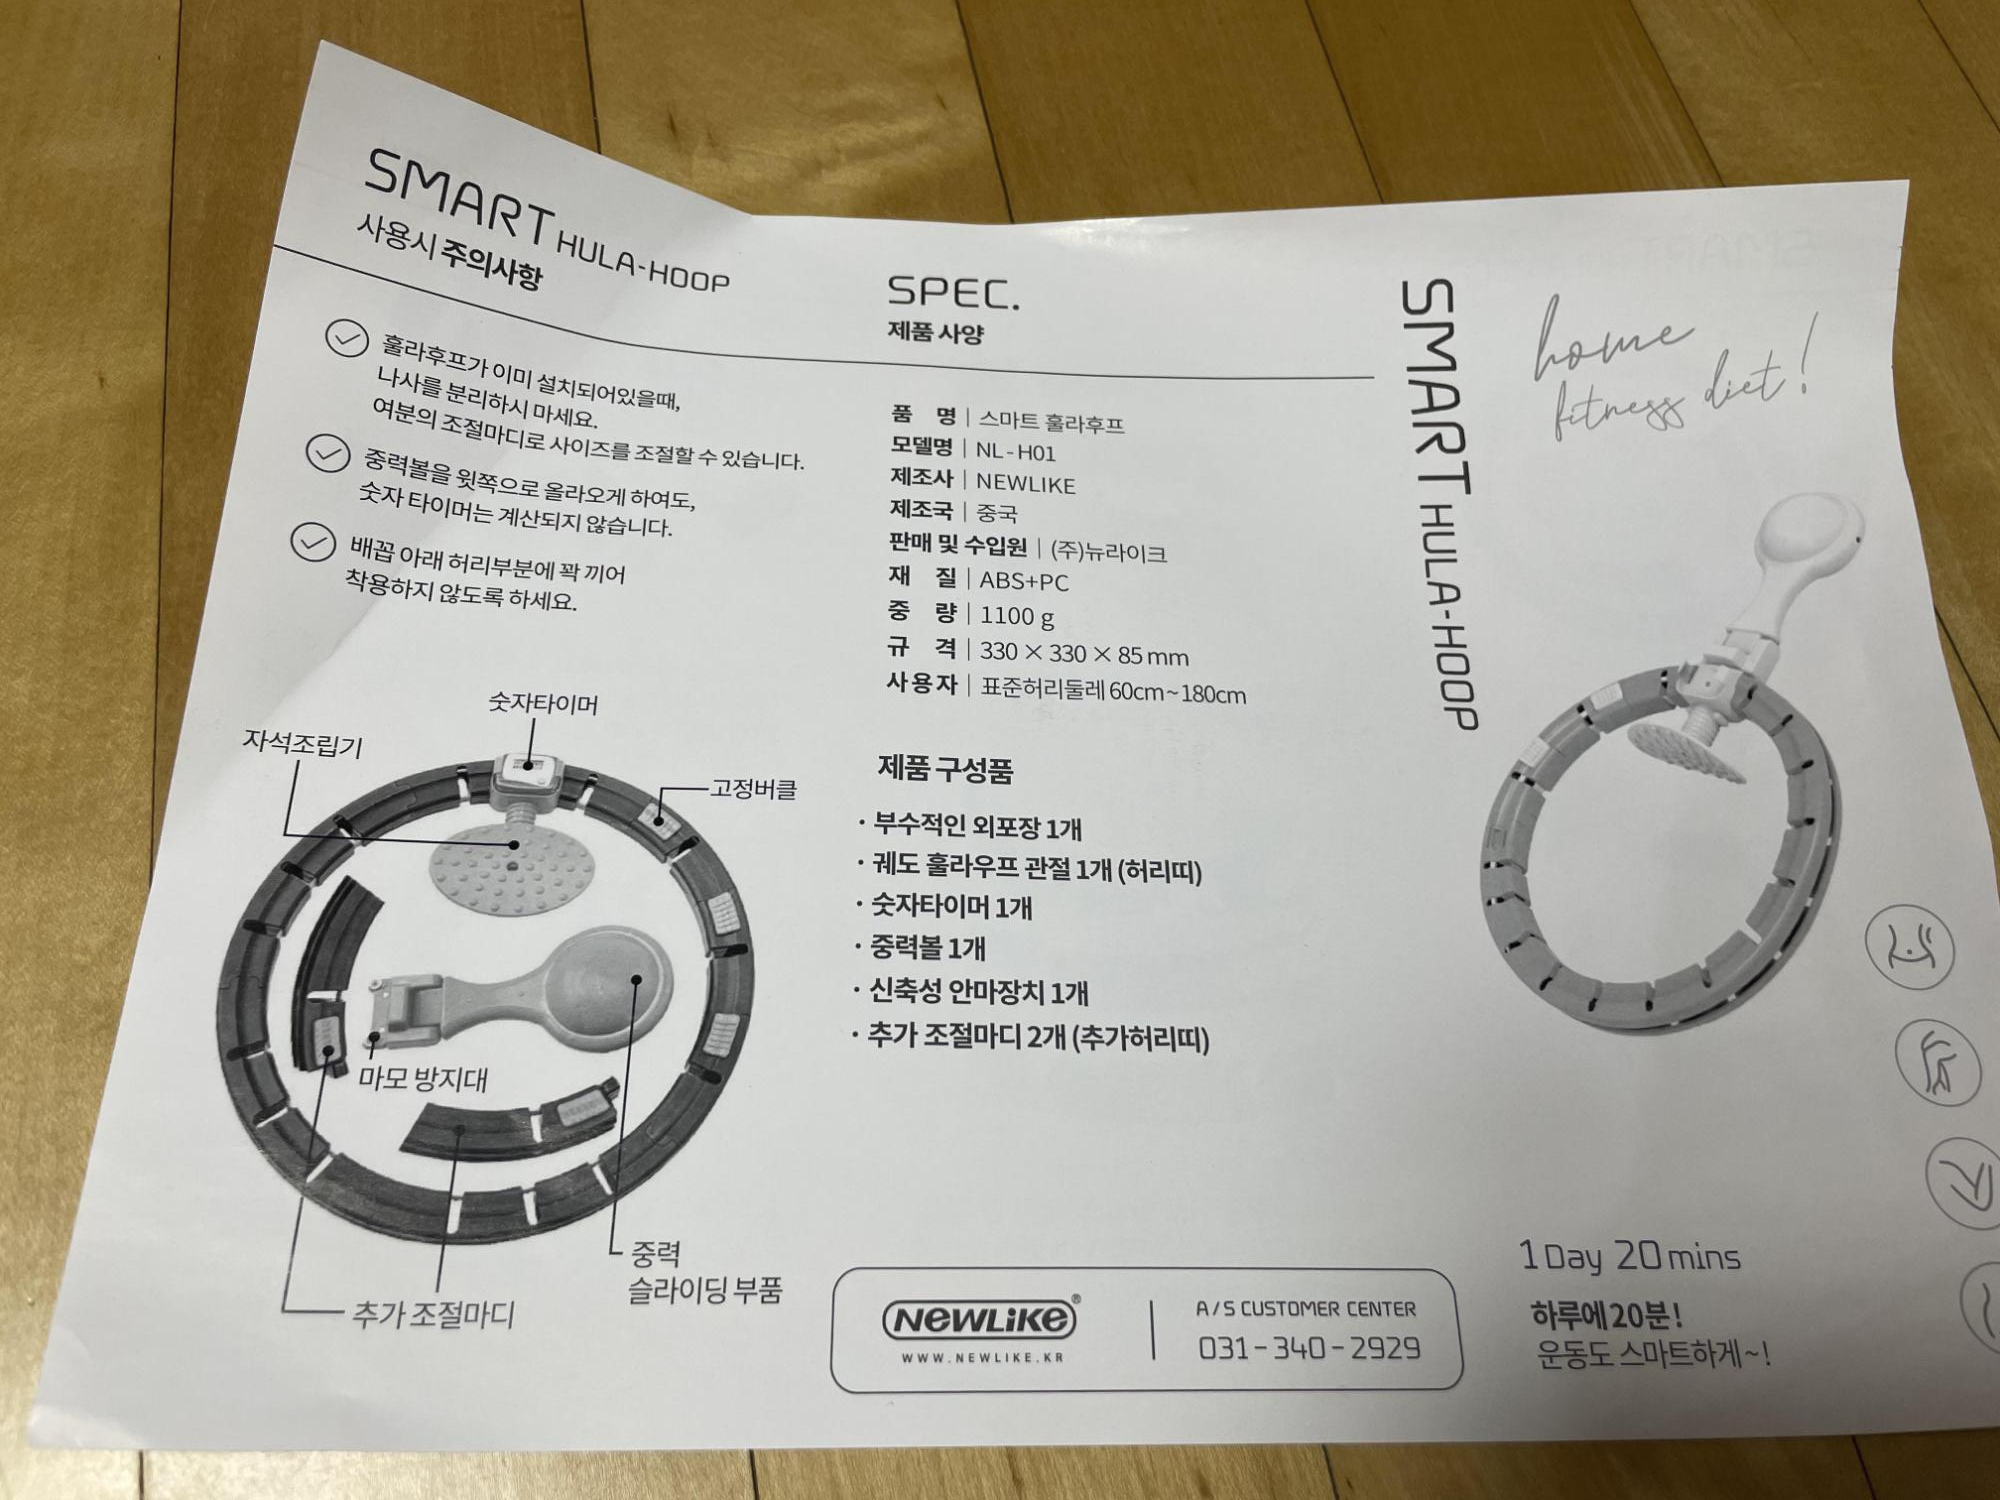 SMART HULA-HOOP
사용시 주의사항
훌라후프가 이미 설치되어있을때,
나사를 분리하시 마세요.
여분의 조절마디로 사이즈를 조절할 수 있습니다.
중력볼을 윗쪽으로 올라오게 하여도,
숫자 타이머는 계산되지 않습니다.
배꼽 아래 허리부분에 꽉 끼어
착용하지 않도록 하세요.
숫자타이머
자석조립기
고정버클
마모 방지대
중력
슬라이딩 부품
추가 조절마디
SPEC.
제품 사양
품 명 | 스마트 훌라후프
모델명 | NL-H01
제조사 | NEWLIKE
제조국 | 중국
판매 및 수입원 | (주)뉴라이크
재 질 | ABS+PC
중 량 | 1100 g
규 격 | 330 × 330 × 85 mm
사용자 | 표준허리둘레 60cm~180cm
제품 구성품
· 부수적인 외포장 1개
· 궤도 훌라우프 관절 1개 (허리띠)
· 숫자타이머 1개
· 중력볼 1개
· 신축성 안마장치 1개
· 추가 조절마디 2개 (추가허리띠)
NEWLIKE®
WWW.NEWLIKE.KR
A/S CUSTOMER CENTER
031-340-2929
SMART HULA-HOOP
home
fitness diet!
1 Day 20 mins
하루에 20분!
운동도 스마트하게~!